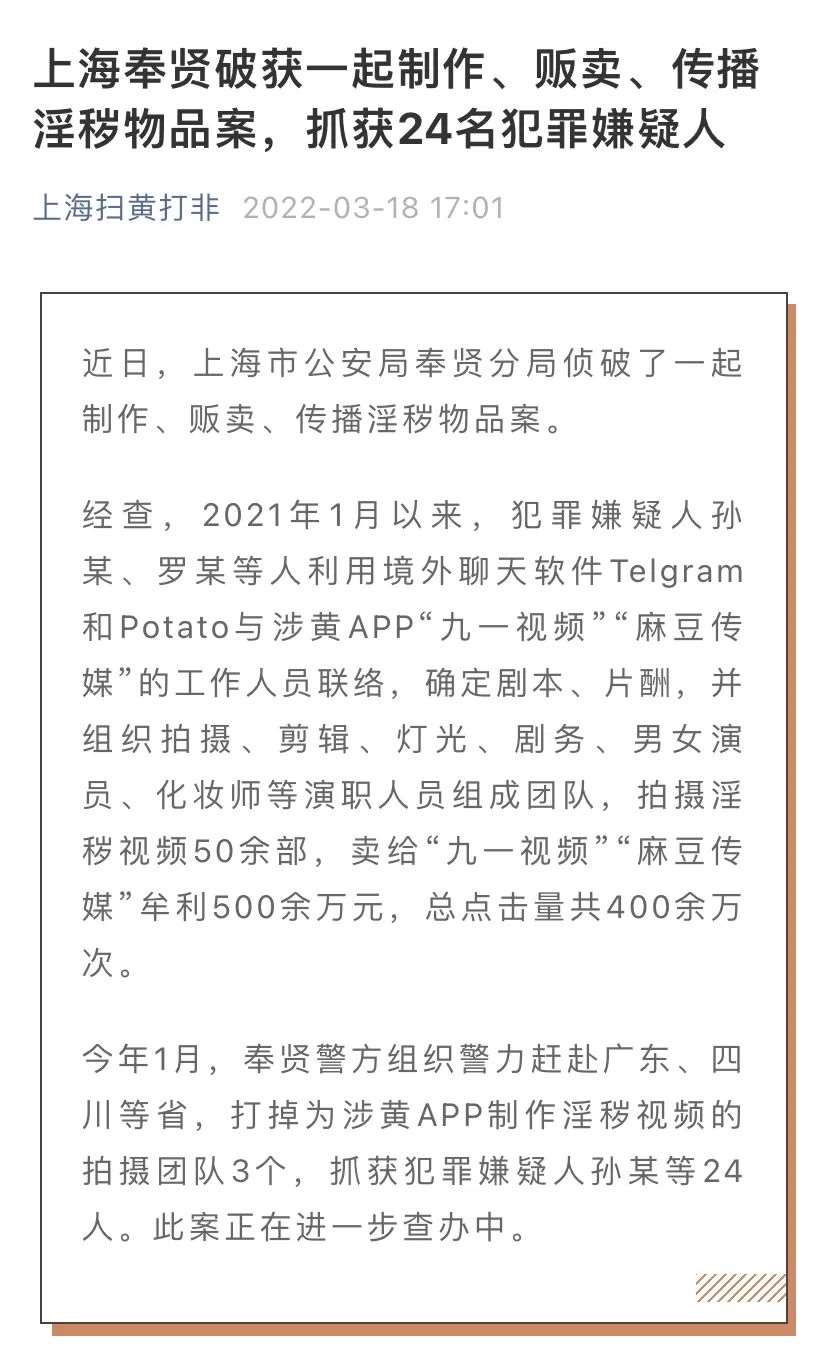 上海奉贤破获一起制作、贩卖、传播
淫秽物品案，抓获24名犯罪嫌疑人
上海扫黄打非 2022-03-18 17:01
近日，上海市公安局奉贤分局侦破了一起
制作、贩卖、传播淫秽物品案。
经查，2021年1月以来，犯罪嫌疑人孙
某、罗某等人利用境外聊天软件Telgram
和Potato与涉黄APP“九一视频”“麻豆传
媒”的工作人员联络，确定剧本、片酬，并
组织拍摄、剪辑、灯光、剧务、男女演
员、化妆师等演职人员组成团队，拍摄淫
秽视频50余部，卖给“九一视频”“麻豆传
媒”牟利500余万元，总点击量共400余万
次。
今年1月，奉贤警方组织警力赶赴广东、四
川等省，打掉为涉黄APP制作淫秽视频的
拍摄团队3个，抓获犯罪嫌疑人孙某等24
人。此案正在进一步查办中。